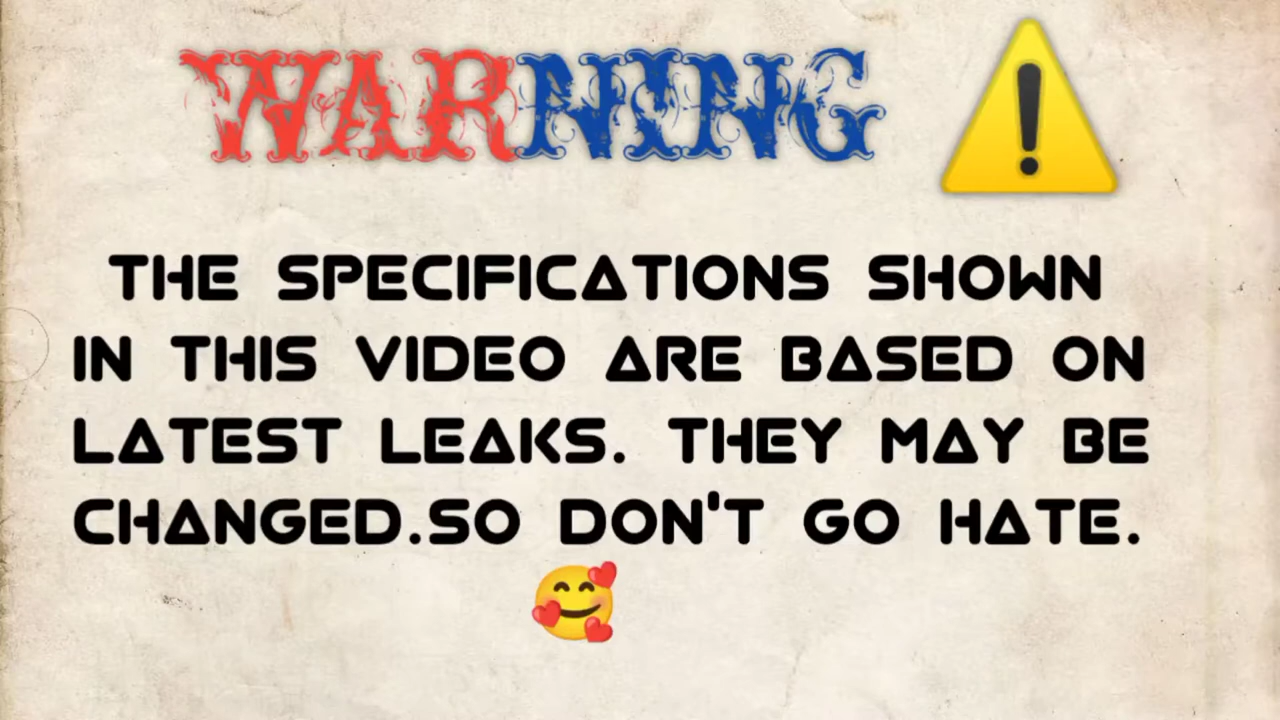 WARNING ⚠️
THE SPECIFICATIONS SHOWN
IN THIS VIDEO ARE BASED ON
LATEST LEAKS. THEY MAY BE
CHANGED.SO DON'T GO HATE.
🥰